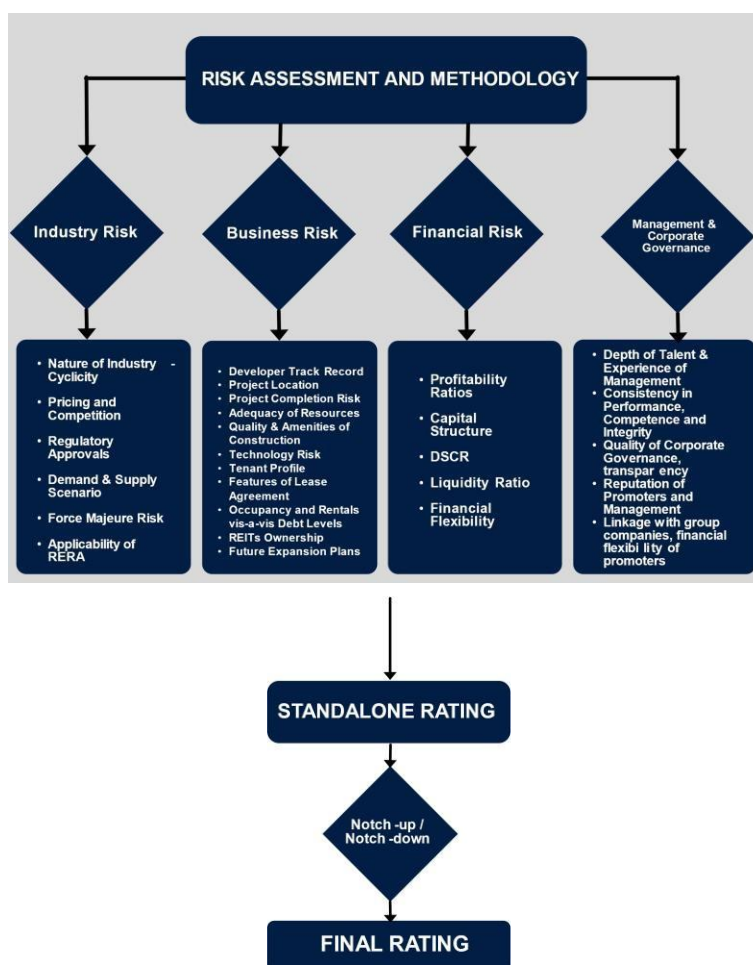 RISK ASSESSMENT AND METHODOLOGY
Industry Risk
Business Risk
Financial Risk
Management &
Corporate
Governance
• Nature of Industry -
Cyclicity
• Pricing and
Competition
• Regulatory
Approvals
• Demand & Supply
Scenario
• Force Majeure Risk
• Applicability of
RERA
• Developer Track Record
• Project Location
• Project Completion Risk
• Adequacy of Resources
• Quality & Amenities of
Construction
• Technology Risk
• Tenant Profile
• Features of Lease
Agreement
• Occupancy and Rentals
vis-a-vis Debt Levels
• REITs Ownership
• Future Expansion Plans
• Profitability
Ratios
• Capital
Structure
• DSCR
• Liquidity Ratio
• Financial
Flexibility
• Depth of Talent &
Experience of
Management
• Consistency in
Performance,
Competence and
Integrity
• Quality of Corporate
Governance,
transpar ency
• Reputation of
Promoters and
Management
• Linkage with group
companies, financial
flexibi lity of
promoters
STANDALONE RATING
Notch -up /
Notch -down
FINAL RATING